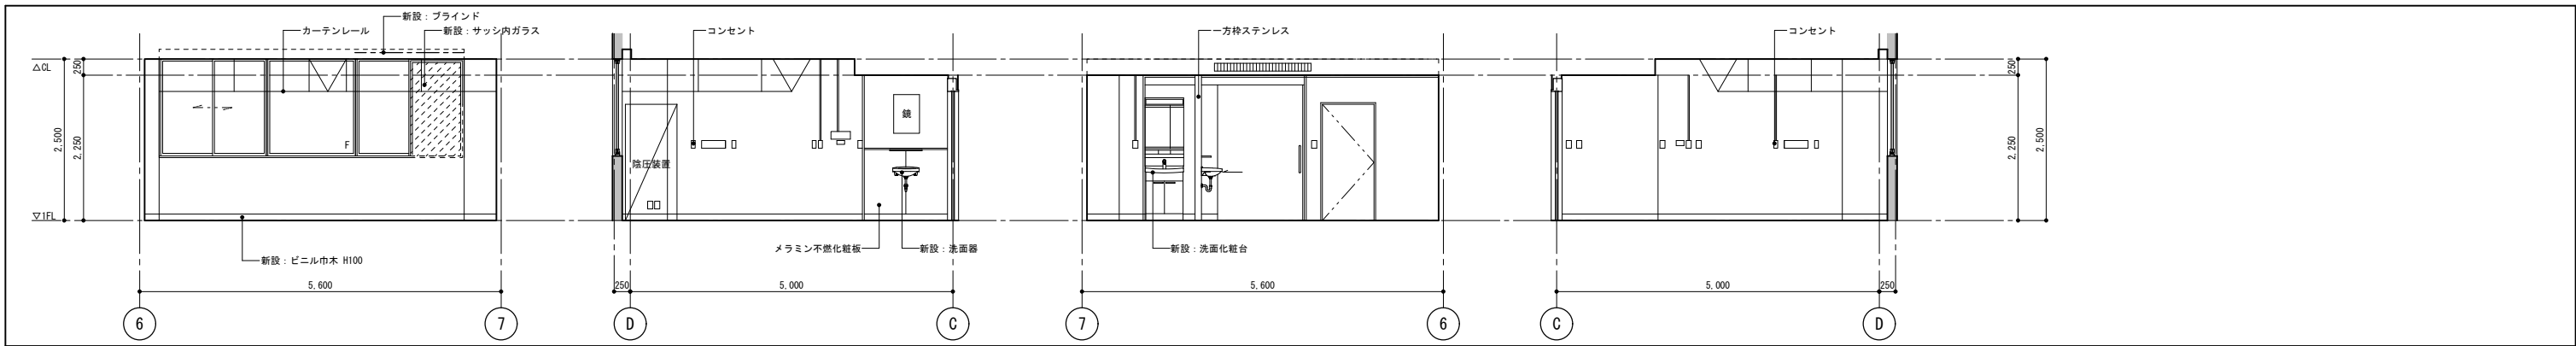 新設：ブラインド
カーテンレール
新設：サッシ内ガラス
コンセント
一方枠ステンレス
コンセント
△CL
250
2,500
2,250
F
鏡
陰圧装置
250
2,250
2,500
▽1FL
新設：ビニル巾木 H100
メラミン不燃化粧板
新設：洗面器
新設：洗面化粧台
5,600
250
5,000
5,600
5,000
250
6
7
D
C
7
6
C
D